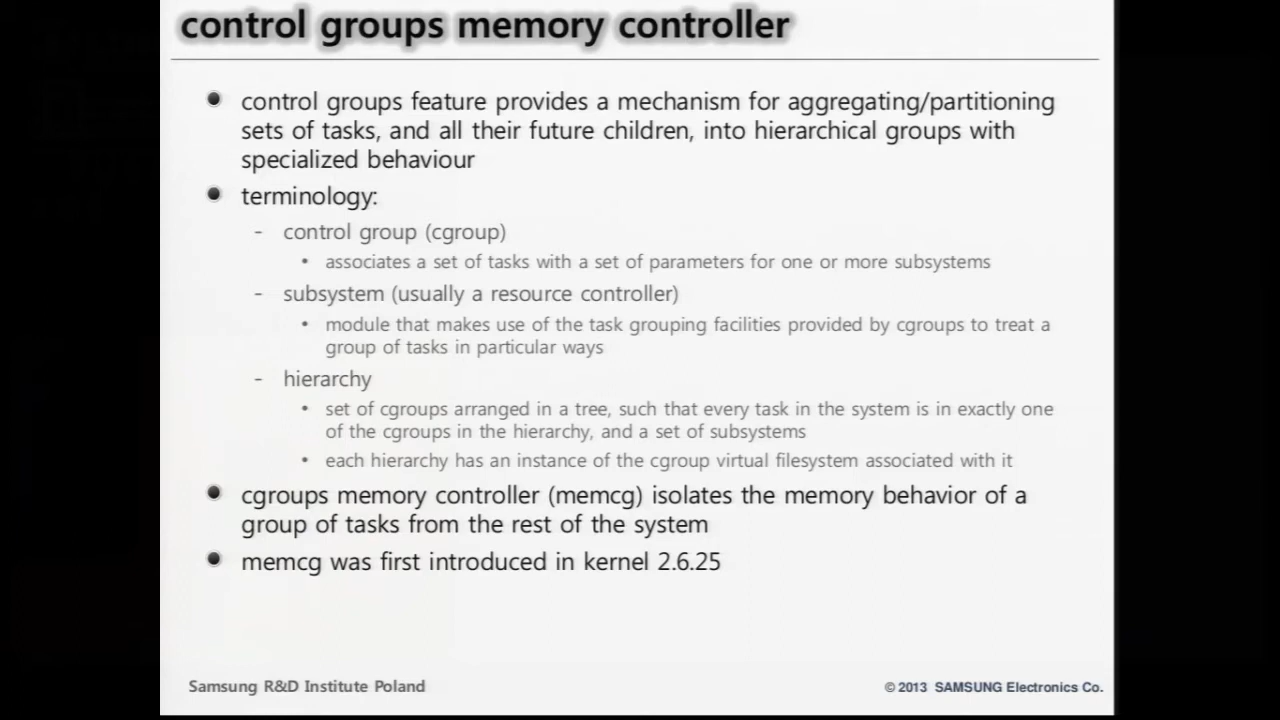 control groups memory controller
● control groups feature provides a mechanism for aggregating/partitioning
sets of tasks, and all their future children, into hierarchical groups with
specialized behaviour
● terminology:
- control group (cgroup)
• associates a set of tasks with a set of parameters for one or more subsystems
- subsystem (usually a resource controller)
• module that makes use of the task grouping facilities provided by cgroups to treat a
group of tasks in particular ways
- hierarchy
• set of cgroups arranged in a tree, such that every task in the system is in exactly one
of the cgroups in the hierarchy, and a set of subsystems
• each hierarchy has an instance of the cgroup virtual filesystem associated with it
● cgroups memory controller (memcg) isolates the memory behavior of a
group of tasks from the rest of the system
● memcg was first introduced in kernel 2.6.25
Samsung R&D Institute Poland
© 2013 SAMSUNG Electronics Co.